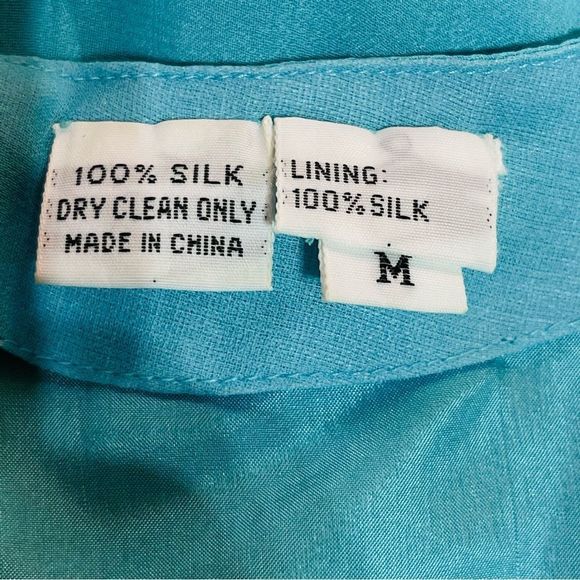 100% SILK
DRY CLEAN ONLY
MADE IN CHINA
LINING:
100% SILK
M